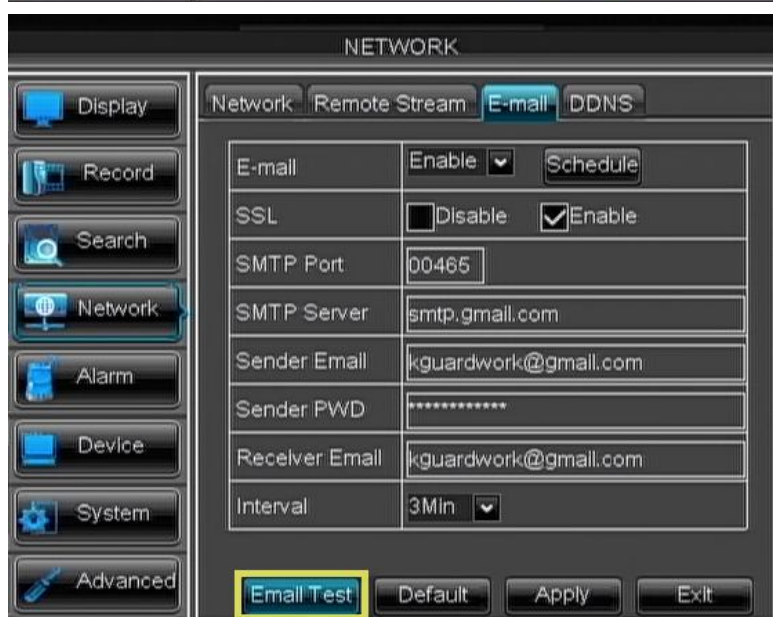 NETWORK
Display
Record
Search
Network
Alarm
Device
System
Advanced
Network Remote Stream E-mail DDNS
E-mail Enable Schedule
SSL Disable Enable
SMTP Port 00465
SMTP Server smtp.gmail.com
Sender Email kguardwork@gmail.com
Sender PWD ************
Receiver Email kguardwork@gmail.com
Interval 3Min
Email Test Default Apply Exit